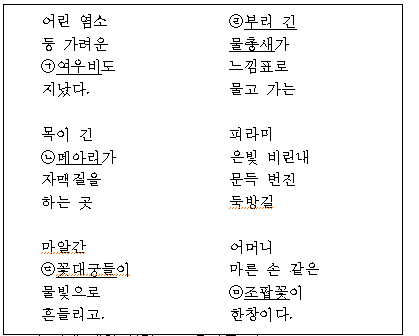 어린 염소
등 가려운
㉠여우비도
지났다.
목이 긴
㉡메아리가
자맥질을
하는 곳
마알간
㉢꽃대궁들이
물빛으로
흔들리고.
㉣부리 긴
물총새가
느낌표로
물고 가는
피라미
은빛 비린내
문득 번진
둑방길
어머니
마른 손 같은
㉤조팝꽃이
한창이다.